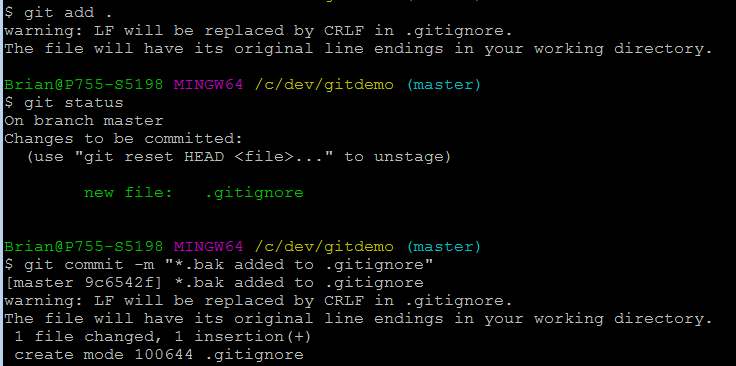 $ git add .
warning: LF will be replaced by CRLF in .gitignore.
The file will have its original line endings in your working directory.
Brian@P755-S5198 MINGW64 /c/dev/gitdemo (master)
$ git status
On branch master
Changes to be committed:
  (use "git reset HEAD <file>..." to unstage)
        new file:   .gitignore
Brian@P755-S5198 MINGW64 /c/dev/gitdemo (master)
$ git commit -m "*.bak added to .gitignore"
[master 9c6542f] *.bak added to .gitignore
warning: LF will be replaced by CRLF in .gitignore.
The file will have its original line endings in your working directory.
 1 file changed, 1 insertion(+)
 create mode 100644 .gitignore